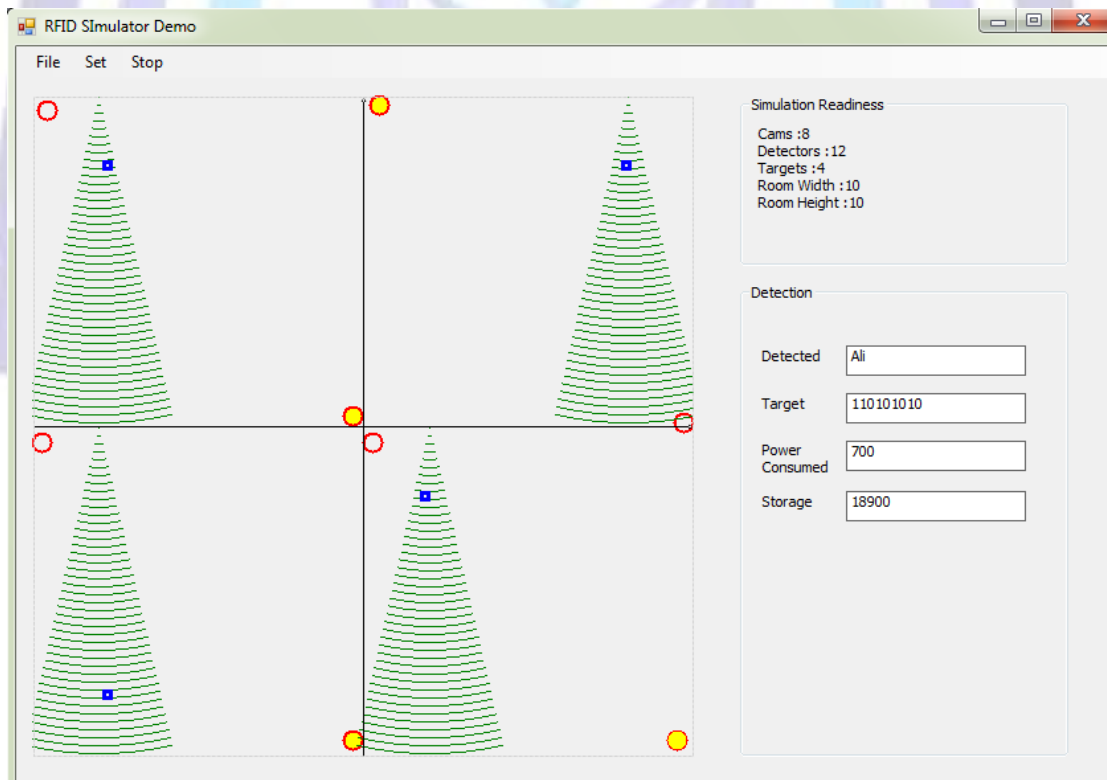 RFID SImulator Demo
File Set Stop
Simulation Readiness
Cams :8
Detectors :12
Targets :4
Room Width :10
Room Height :10
Detection
Detected Ali
Target 110101010
Power
Consumed 700
Storage 18900